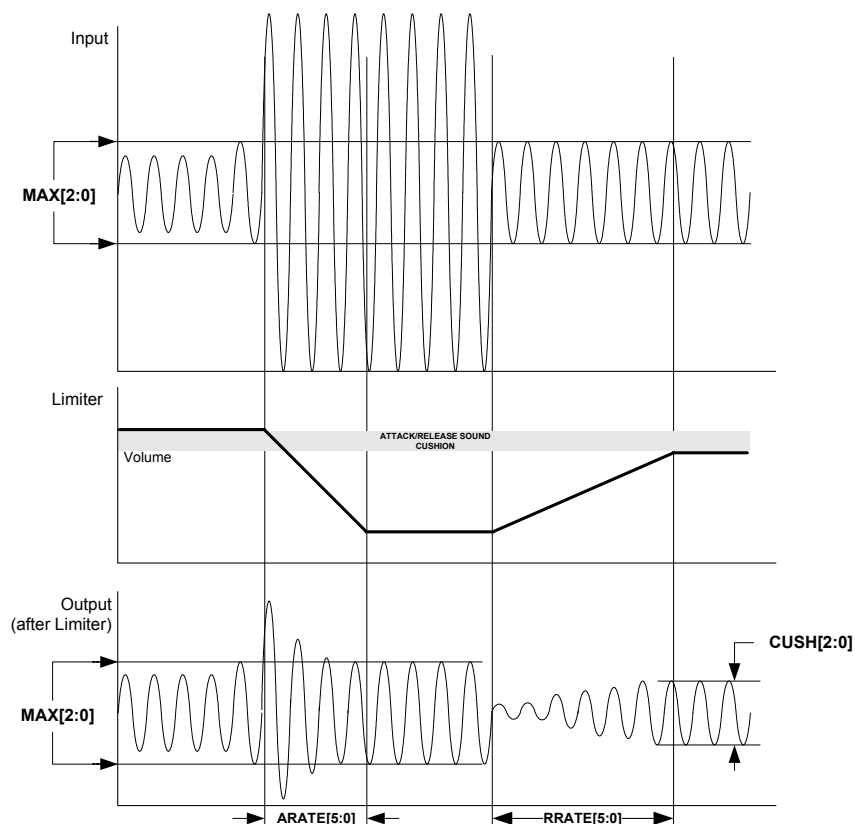 Input
MAX[2:0]
Limiter
ATTACK/RELEASE SOUND
CUSHION
Volume
Output
(after Limiter)
CUSH[2:0]
MAX[2:0]
ARATE[5:0]
RRATE[5:0]